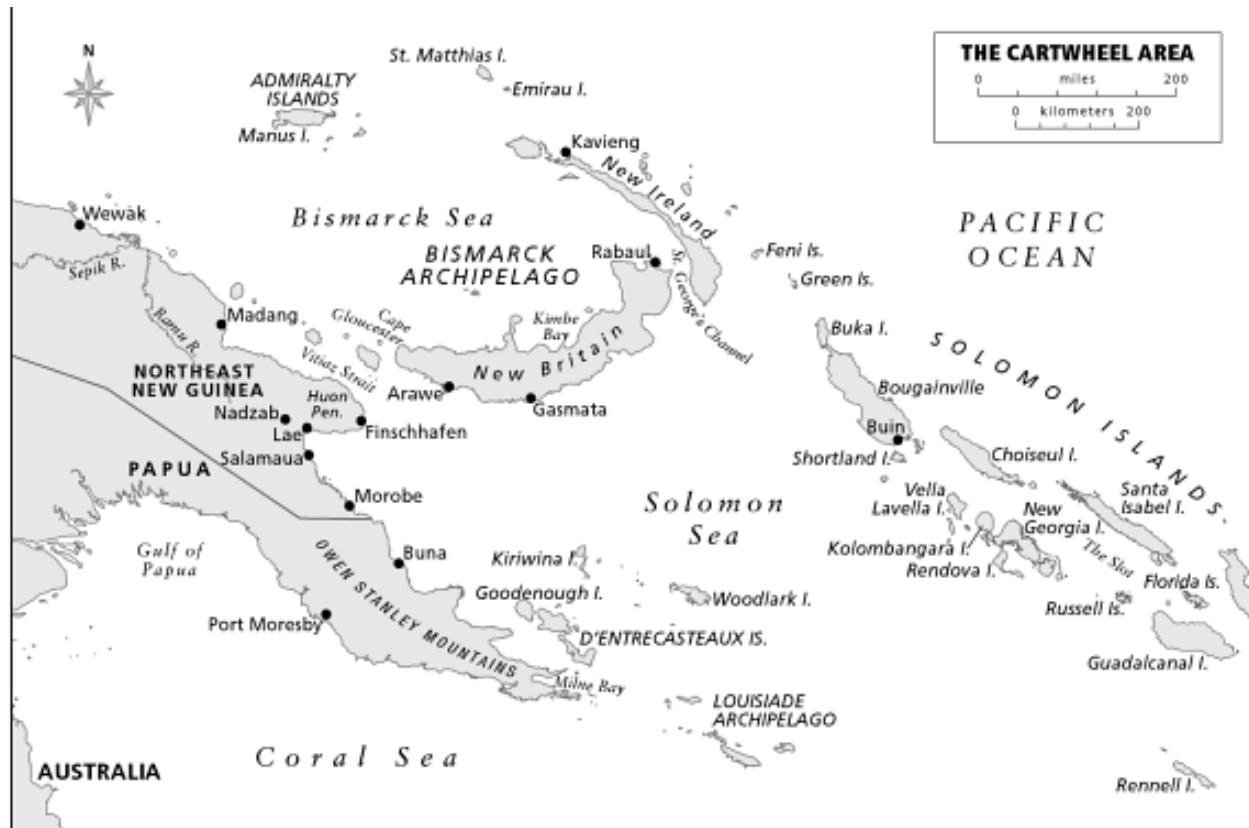 THE CARTWHEEL AREA
0 miles 200
0 kilometers 200
N
St. Matthias I.
Emirau I.
ADMIRALTY
ISLANDS
Manus I.
Kavieng
New Ireland
Wewak
Bismarck Sea
PACIFIC
OCEAN
Sepik R.
BISMARCK
ARCHIPELAGO
Rabaul
St. George's Channel
Feni Is.
Green Is.
Ramu R.
Madang
Cape
Gloucester
Kimbe
Bay
Vitiaz Strait
New Britain
Buka I.
SOLOMON ISLANDS
NORTHEAST
NEW GUINEA
Huon
Pen.
Arawe
Gasmata
Bougainville
Nadzab
Lae
Finschhafen
Buin
Salamaua
Shortland I.
Choiseul I.
PAPUA
Morobe
Solomon
Sea
Vella
Lavella I.
New
Georgia I.
Santa
Isabel I.
Gulf of
Papua
Buna
OWEN STANLEY MOUNTAINS
Kiriwina I.
Kolombangara I.
Rendova I.
The Slot
Florida Is.
Goodenough I.
Woodlark I.
Russell Is.
Port Moresby
D'ENTRECASTEAUX IS.
Guadalcanal I.
Milne Bay
LOUISIADE
ARCHIPELAGO
Coral Sea
AUSTRALIA
Rennell I.